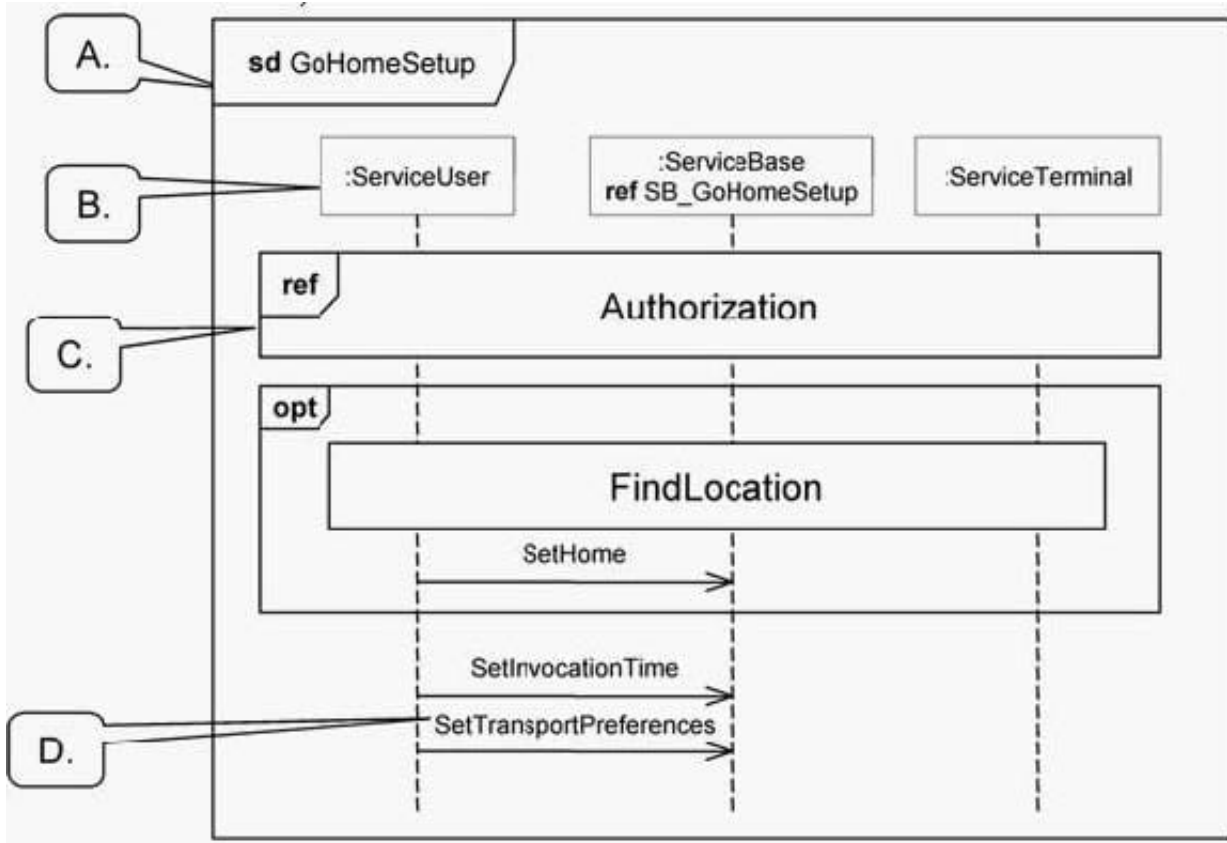 A.
sd GoHomeSetup
B.
:ServiceUser
:ServiceBase
ref SB_GoHomeSetup
:ServiceTerminal
ref
Authorization
C.
opt
FindLocation
SetHome
SetInvocationTime
SetTransportPreferences
D.